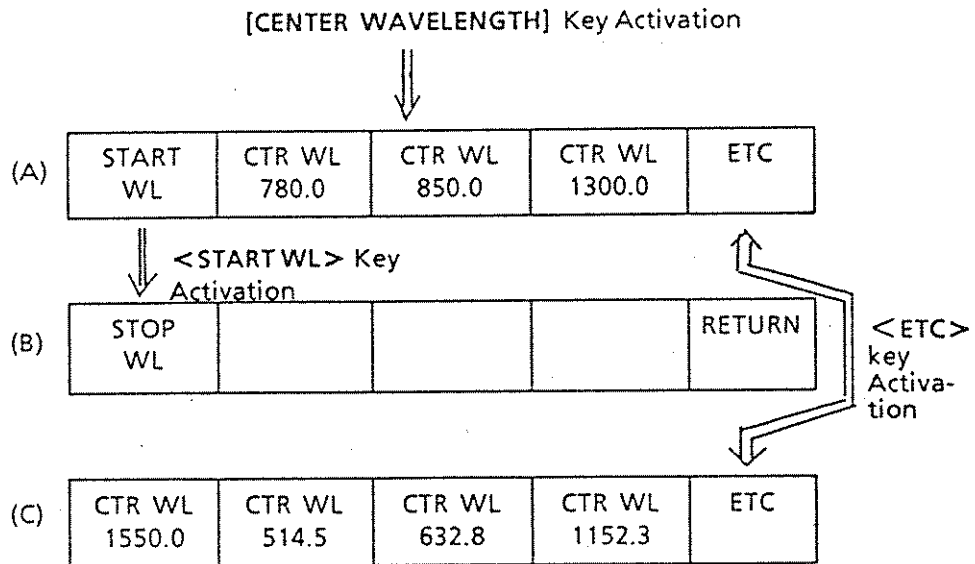 [CENTER WAVELENGTH] Key Activation
(A)
START WL
CTR WL 780.0
CTR WL 850.0
CTR WL 1300.0
ETC
<START WL> Key
Activation
(B)
STOP WL
RETURN
<ETC>
key
Activa-
tion
(C)
CTR WL 1550.0
CTR WL 514.5
CTR WL 632.8
CTR WL 1152.3
ETC